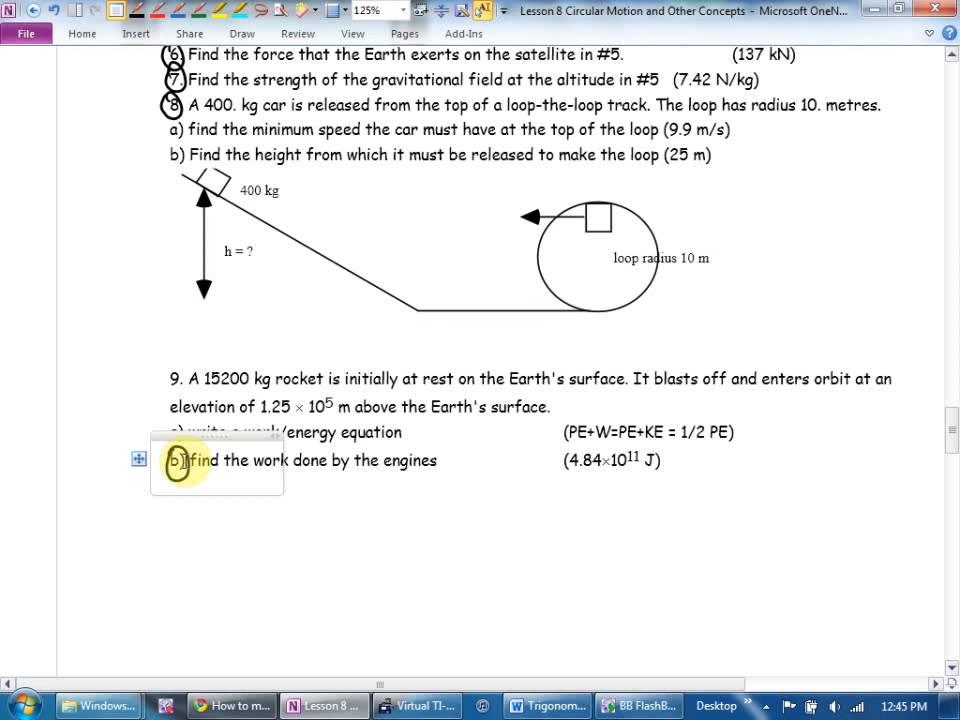 125%
Lesson 8 Circular Motion and Other Concepts - Microsoft OneN...
File Home Insert Share Draw Review View Pages Add-Ins
6. Find the force that the Earth exerts on the satellite in #5. (137 kN)
7. Find the strength of the gravitational field at the altitude in #5 (7.42 N/kg)
8. A 400. kg car is released from the top of a loop-the-loop track. The loop has radius 10. metres.
a) find the minimum speed the car must have at the top of the loop (9.9 m/s)
b) Find the height from which it must be released to make the loop (25 m)
400 kg
h = ?
loop radius 10 m
9. A 15200 kg rocket is initially at rest on the Earth's surface. It blasts off and enters orbit at an
elevation of 1.25 × 10⁵ m above the Earth's surface.
a) write a work/energy equation (PE+W=PE+KE = 1/2 PE)
b) find the work done by the engines (4.84×10¹¹ J)
Windows... How to m... Lesson 8 ... Virtual TI-... Trigonom... BB FlashB... Desktop » 12:45 PM